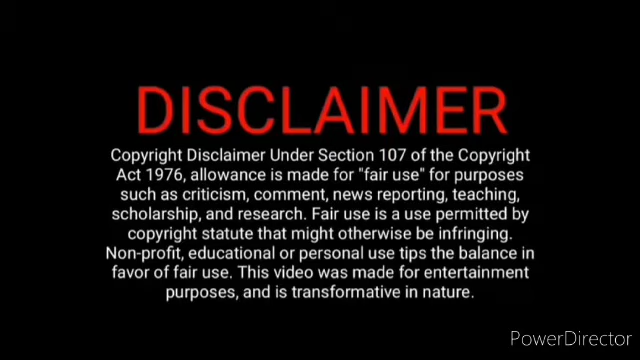 DISCLAIMER
Copyright Disclaimer Under Section 107 of the Copyright
Act 1976, allowance is made for "fair use" for purposes
such as criticism, comment, news reporting, teaching,
scholarship, and research. Fair use is a use permitted by
copyright statute that might otherwise be infringing.
Non-profit, educational or personal use tips the balance in
favor of fair use. This video was made for entertainment
purposes, and is transformative in nature.
PowerDirector